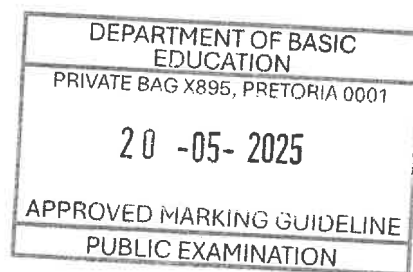 DEPARTMENT OF BASIC
EDUCATION
PRIVATE BAG X895, PRETORIA 0001
20 -05- 2025
APPROVED MARKING GUIDELINE
PUBLIC EXAMINATION